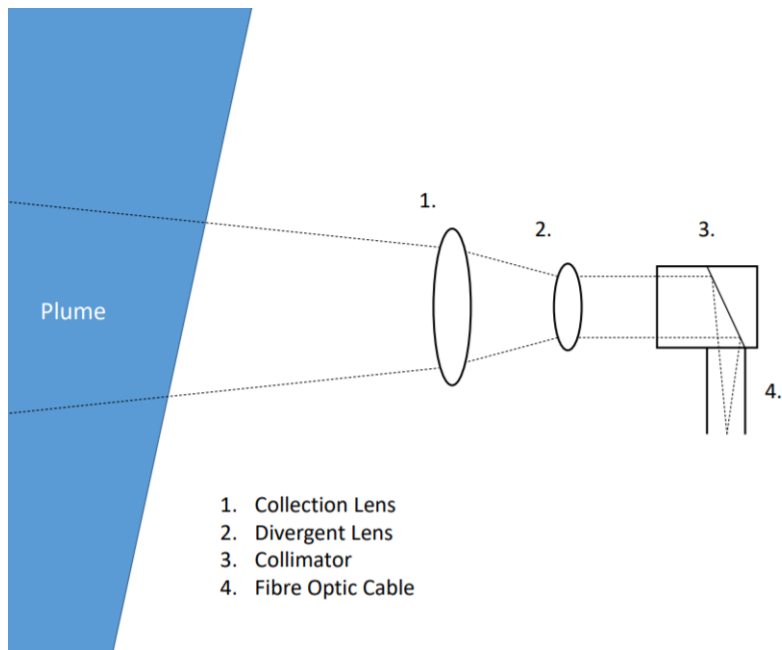 1.
2.
3.
Plume
4.
1. Collection Lens
2. Divergent Lens
3. Collimator
4. Fibre Optic Cable